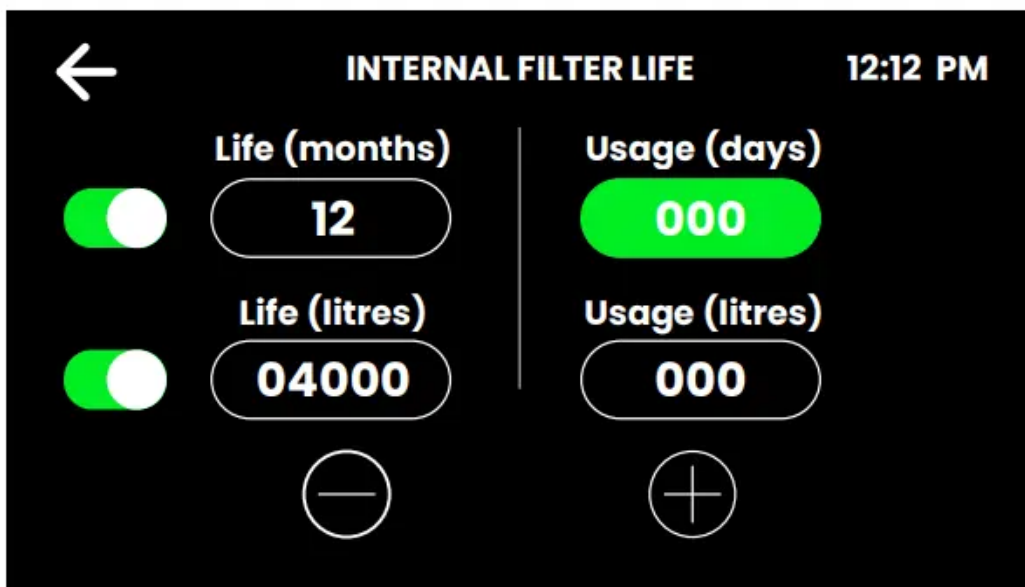 INTERNAL FILTER LIFE 12:12 PM
Life (months) Usage (days)
12 000
Life (litres) Usage (litres)
04000 000